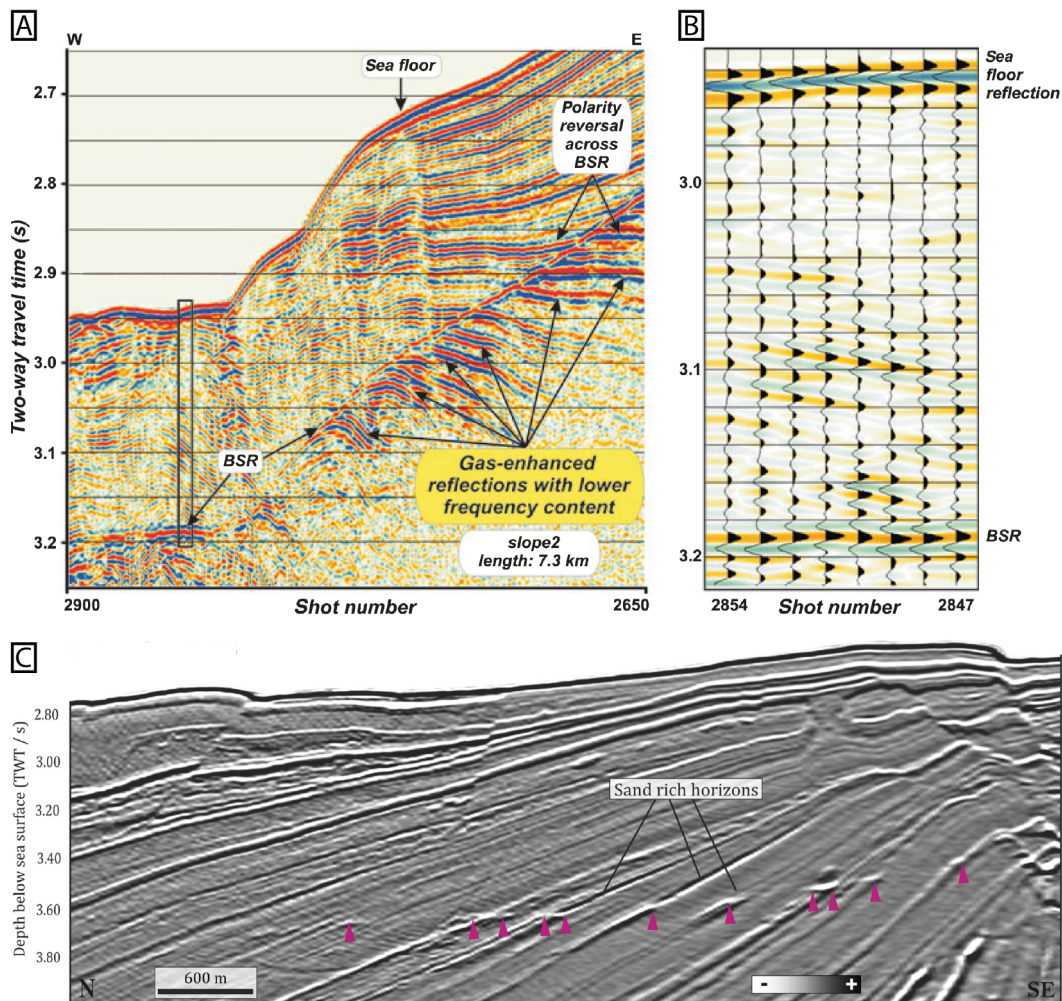 A
W
E
Sea floor
Polarity
reversal
across
BSR
2.7
2.8
2.9
3.0
3.1
3.2
Two-way travel time (s)
BSR
Gas-enhanced
reflections with lower
frequency content
slope2
length: 7.3 km
2900
Shot number
2650
B
Sea
floor
reflection
3.0
3.1
3.2
BSR
2854
Shot number
2847
C
Depth below sea surface (TWT / s)
2.80
3.00
3.20
3.40
3.60
3.80
Sand rich horizons
N
600 m
- +
SE